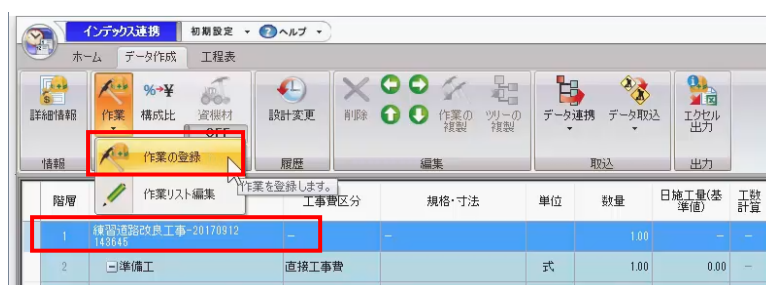 インデックス連携 初期設定 ヘルプ
ホーム データ作成 工程表
詳細情報 作業 %→¥ 構成比 資機材 OFF 設計変更 削除 作業の複製 ツリーの複製 データ連携 データ取込 エクセル出力
情報 履歴 編集 取込 出力
作業の登録
作業リスト編集
作業を登録します。
階層 工事費区分 規格・寸法 単位 数量 日施工量(基準値) 工数計算
1 練習道路改良工事-20170912143645 - - 1.00 - -
2 準備工 直接工事費 式 1.00 0.00 -